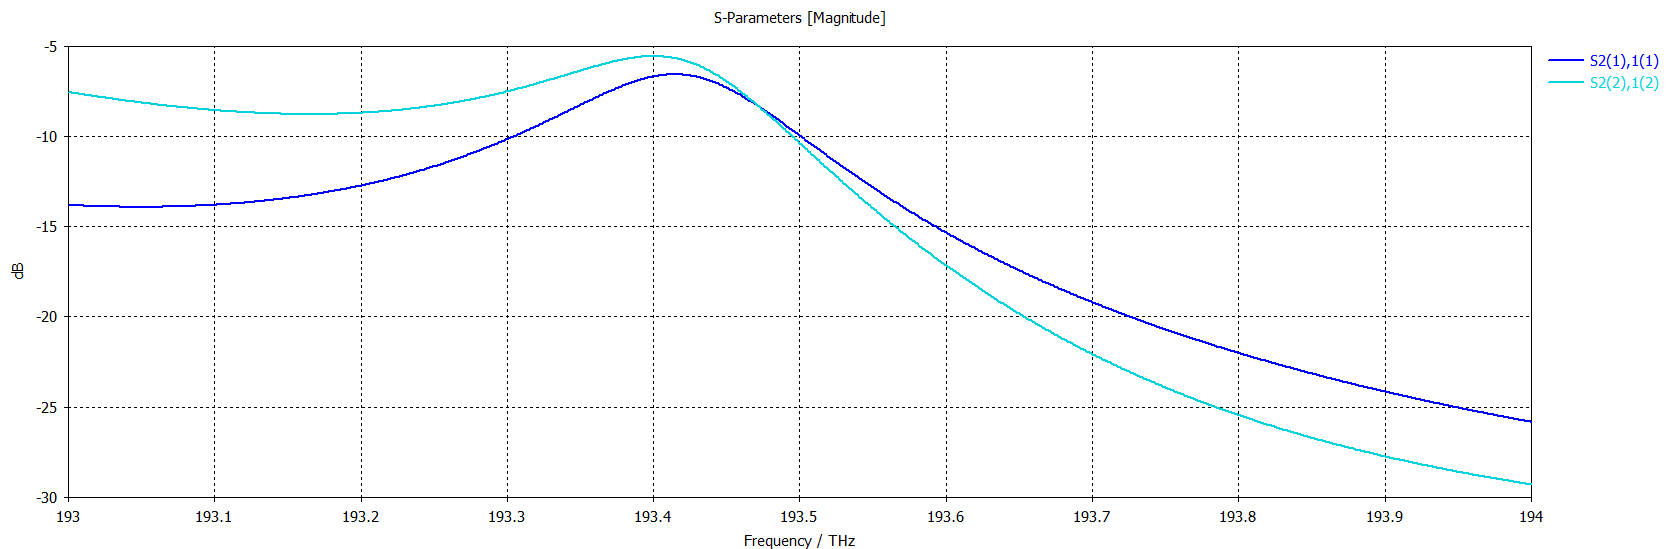 S-Parameters [Magnitude]
S2(1),1(1)
S2(2),1(2)
-5
-10
-15
-20
-25
-30
dB
193 193.1 193.2 193.3 193.4 193.5 193.6 193.7 193.8 193.9 194
Frequency / THz